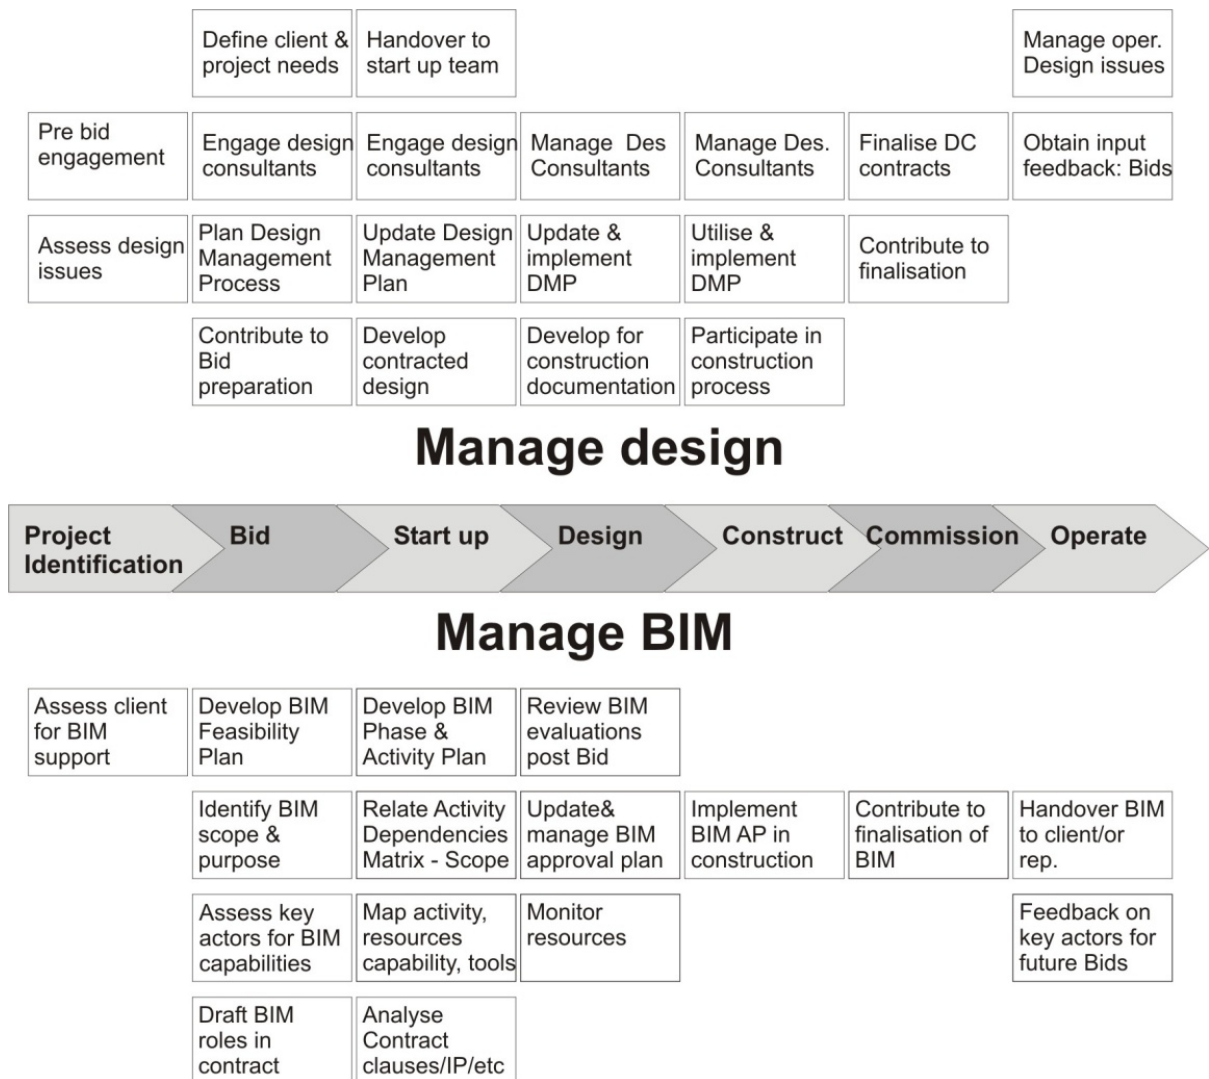 Define client &
project needs
Handover to
start up team
Manage oper.
Design issues
Pre bid
engagement
Engage design
consultants
Engage design
consultants
Manage Des
Consultants
Manage Des.
Consultants
Finalise DC
contracts
Obtain input
feedback: Bids
Assess design
issues
Plan Design
Management
Process
Update Design
Management
Plan
Update &
implement
DMP
Utilise &
implement
DMP
Contribute to
finalisation
Contribute to
Bid
preparation
Develop
contracted
design
Develop for
construction
documentation
Participate in
construction
process
Manage design
Project
Identification
Bid
Start up
Design
Construct
Commission
Operate
Manage BIM
Assess client
for BIM
support
Develop BIM
Feasibility
Plan
Develop BIM
Phase &
Activity Plan
Review BIM
evaluations
post Bid
Identify BIM
scope &
purpose
Relate Activity
Dependencies
Matrix - Scope
Update&
manage BIM
approval plan
Implement
BIM AP in
construction
Contribute to
finalisation of
BIM
Handover BIM
to client/or
rep.
Assess key
actors for BIM
capabilities
Map activity,
resources
capability, tools
Monitor
resources
Feedback on
key actors for
future Bids
Draft BIM
roles in
contract
Analyse
Contract
clauses/IP/etc